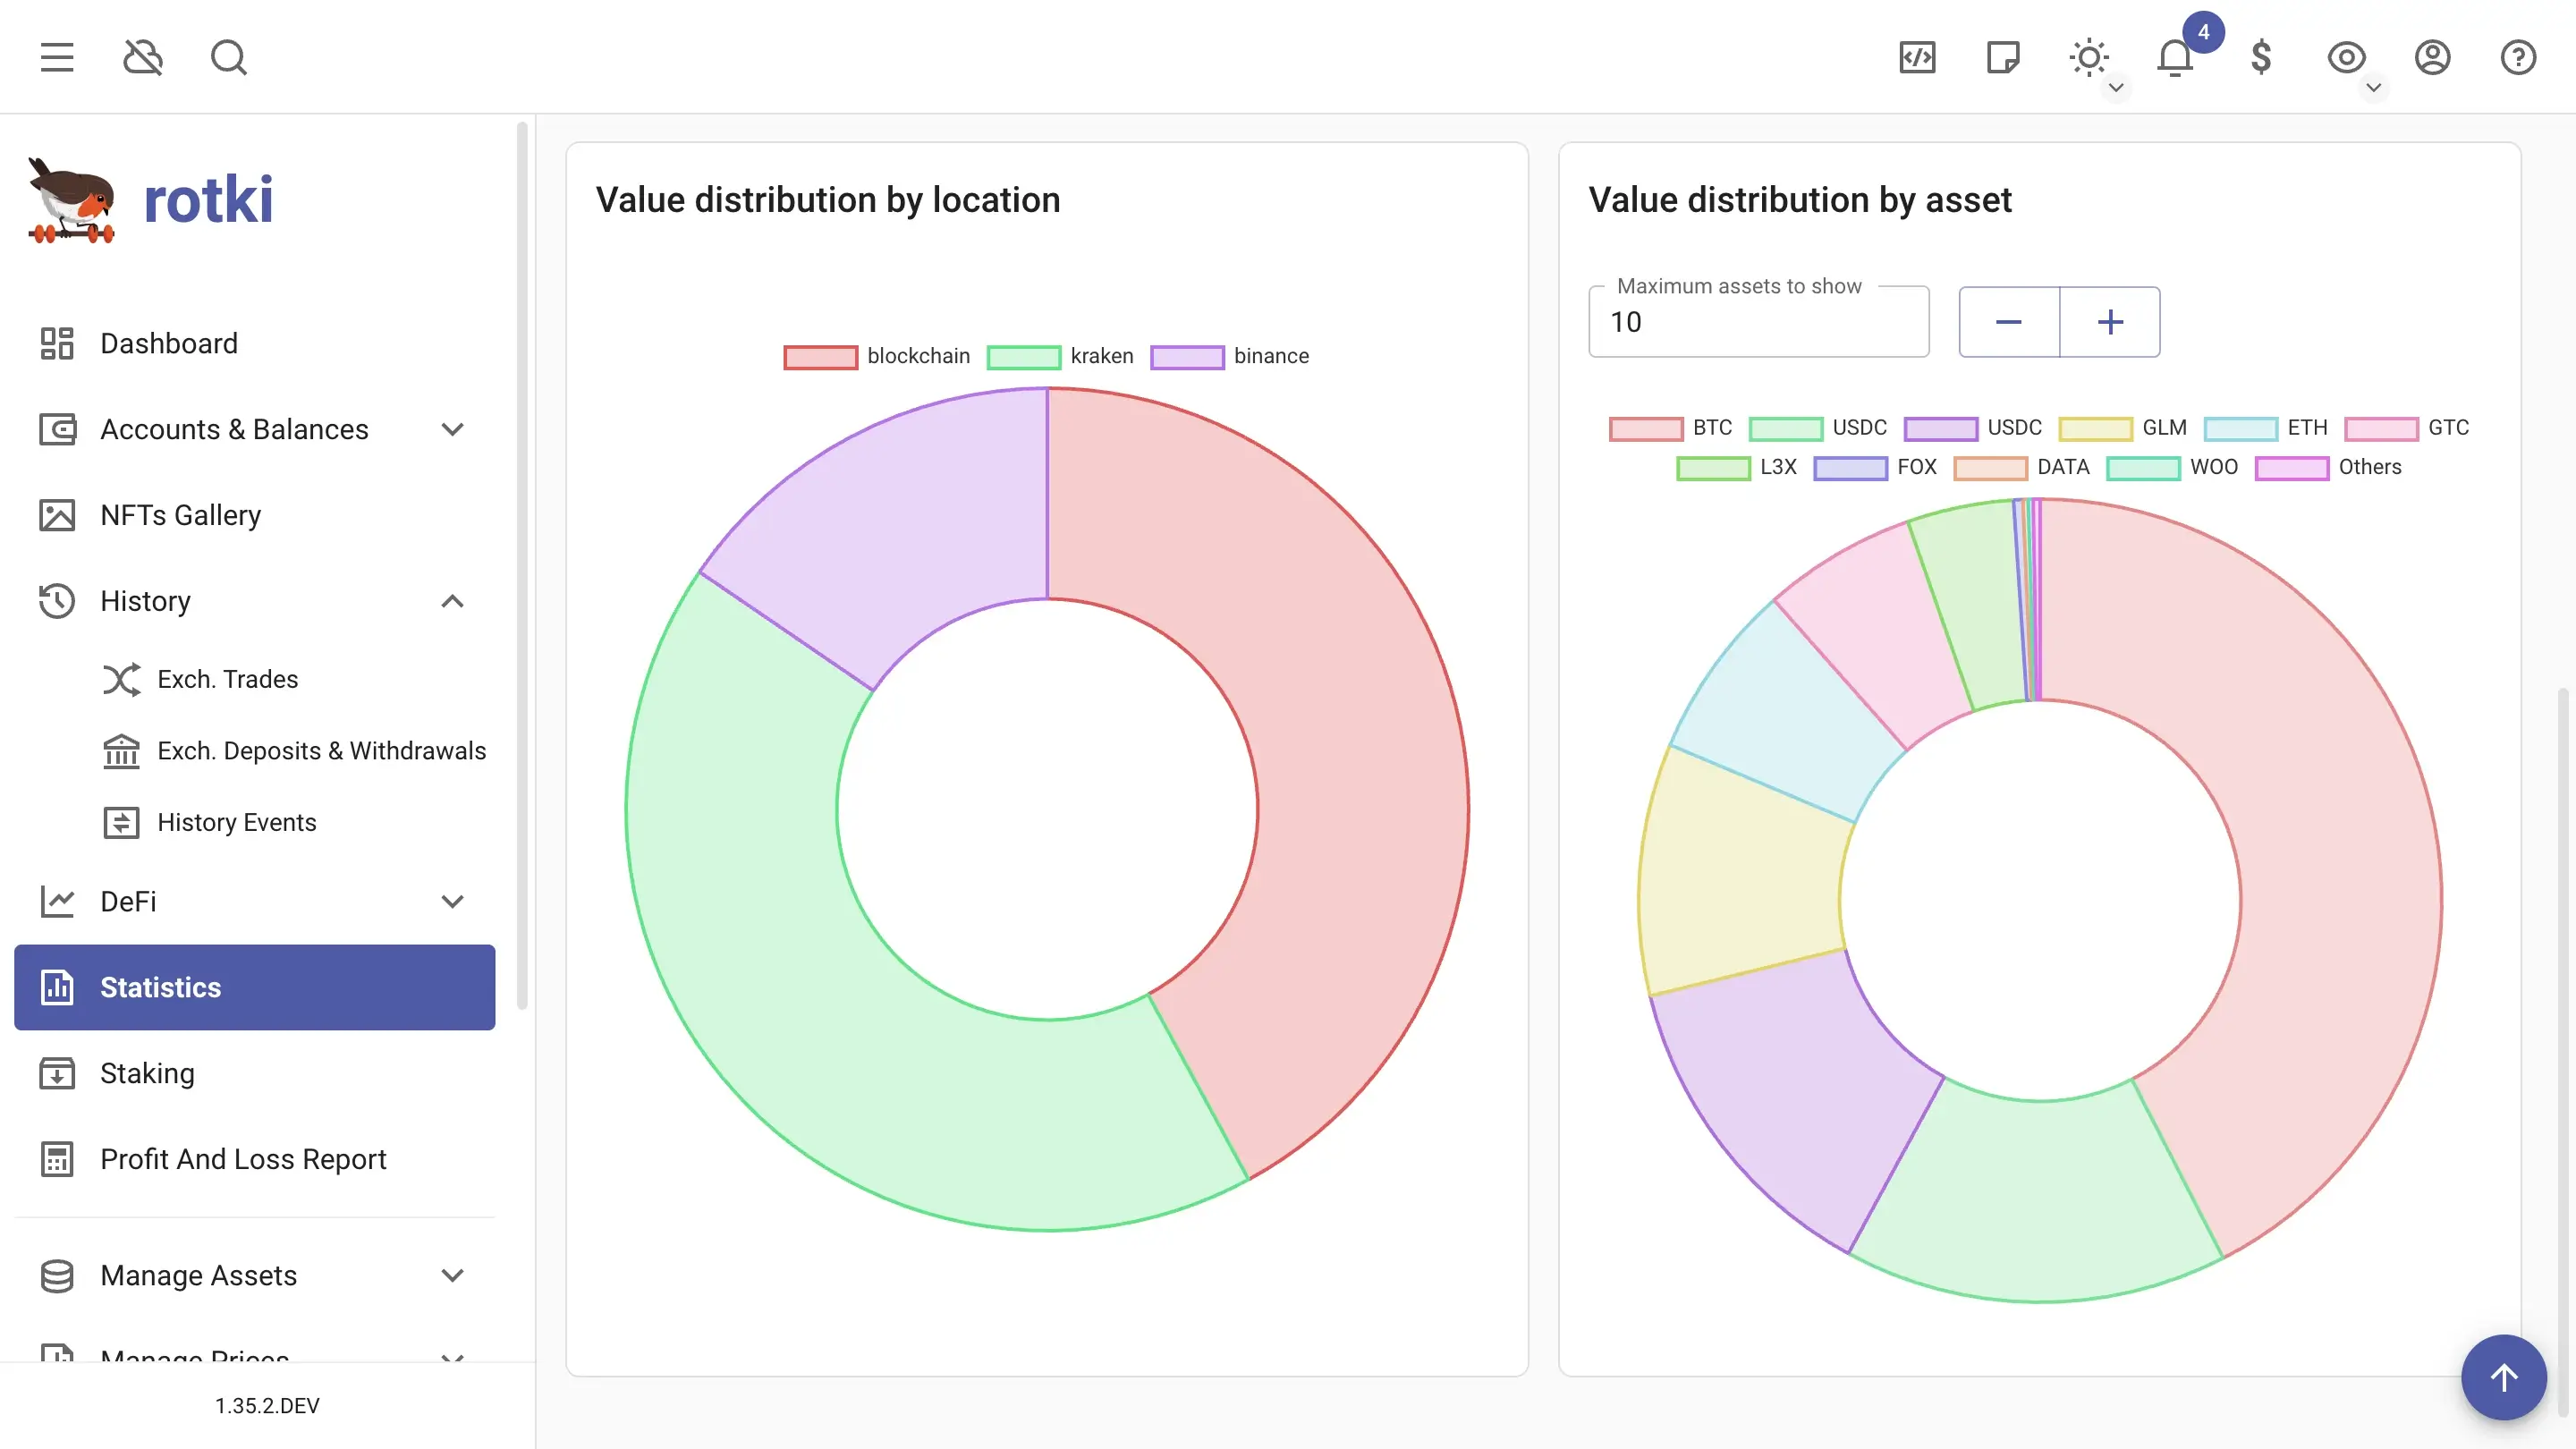 4
rotki
Dashboard
Accounts & Balances
NFTs Gallery
History
Exch. Trades
Exch. Deposits & Withdrawals
History Events
DeFi
Statistics
Staking
Profit And Loss Report
Manage Assets
Manage Prices
1.35.2.DEV
Value distribution by location
blockchain kraken binance
Value distribution by asset
Maximum assets to show
10
BTC USDC USDC GLM ETH GTC
L3X FOX DATA WOO Others